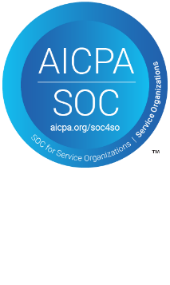 AICPA
SOC
aicpa.org/soc4so
SOC for Service Organizations | Service Organizations
™